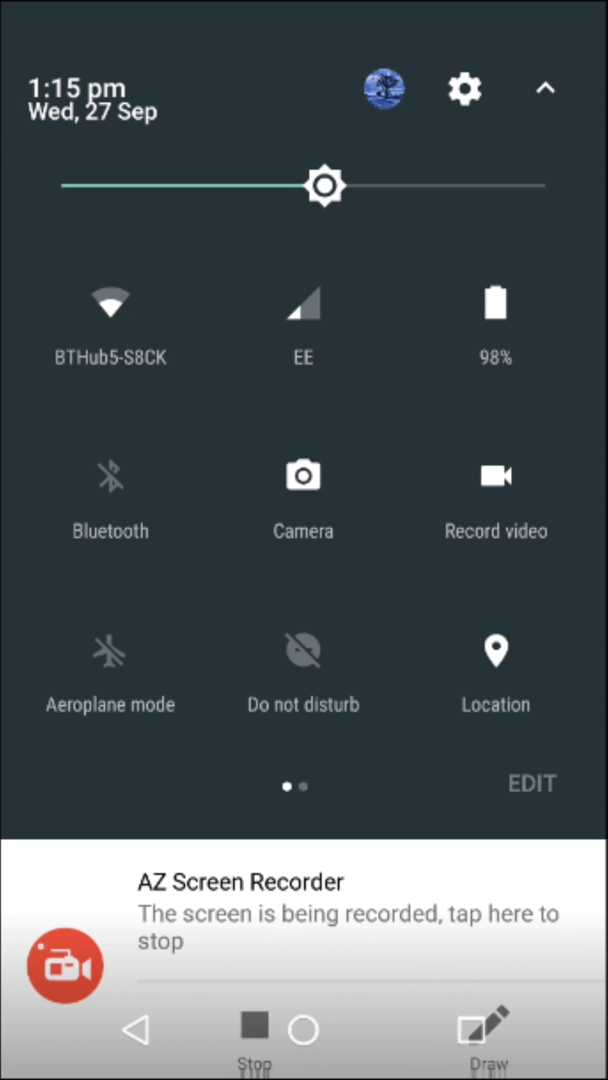 1:15 pm
Wed, 27 Sep
BTHub5-S8CK
EE
98%
Bluetooth
Camera
Record video
Aeroplane mode
Do not disturb
Location
EDIT
AZ Screen Recorder
The screen is being recorded, tap here to
stop
Stop
Draw